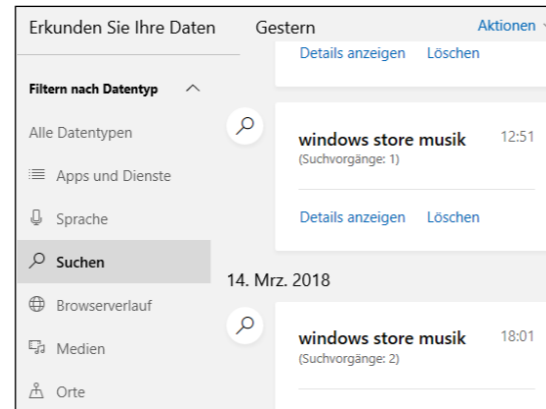 Erkunden Sie Ihre Daten
Filtern nach Datentyp
Alle Datentypen
Apps und Dienste
Sprache
Suchen
Browserverlauf
Medien
Orte
Gestern
Aktionen
Details anzeigen Löschen
windows store musik 12:51
(Suchvorgänge: 1)
Details anzeigen Löschen
14. Mrz. 2018
windows store musik 18:01
(Suchvorgänge: 2)